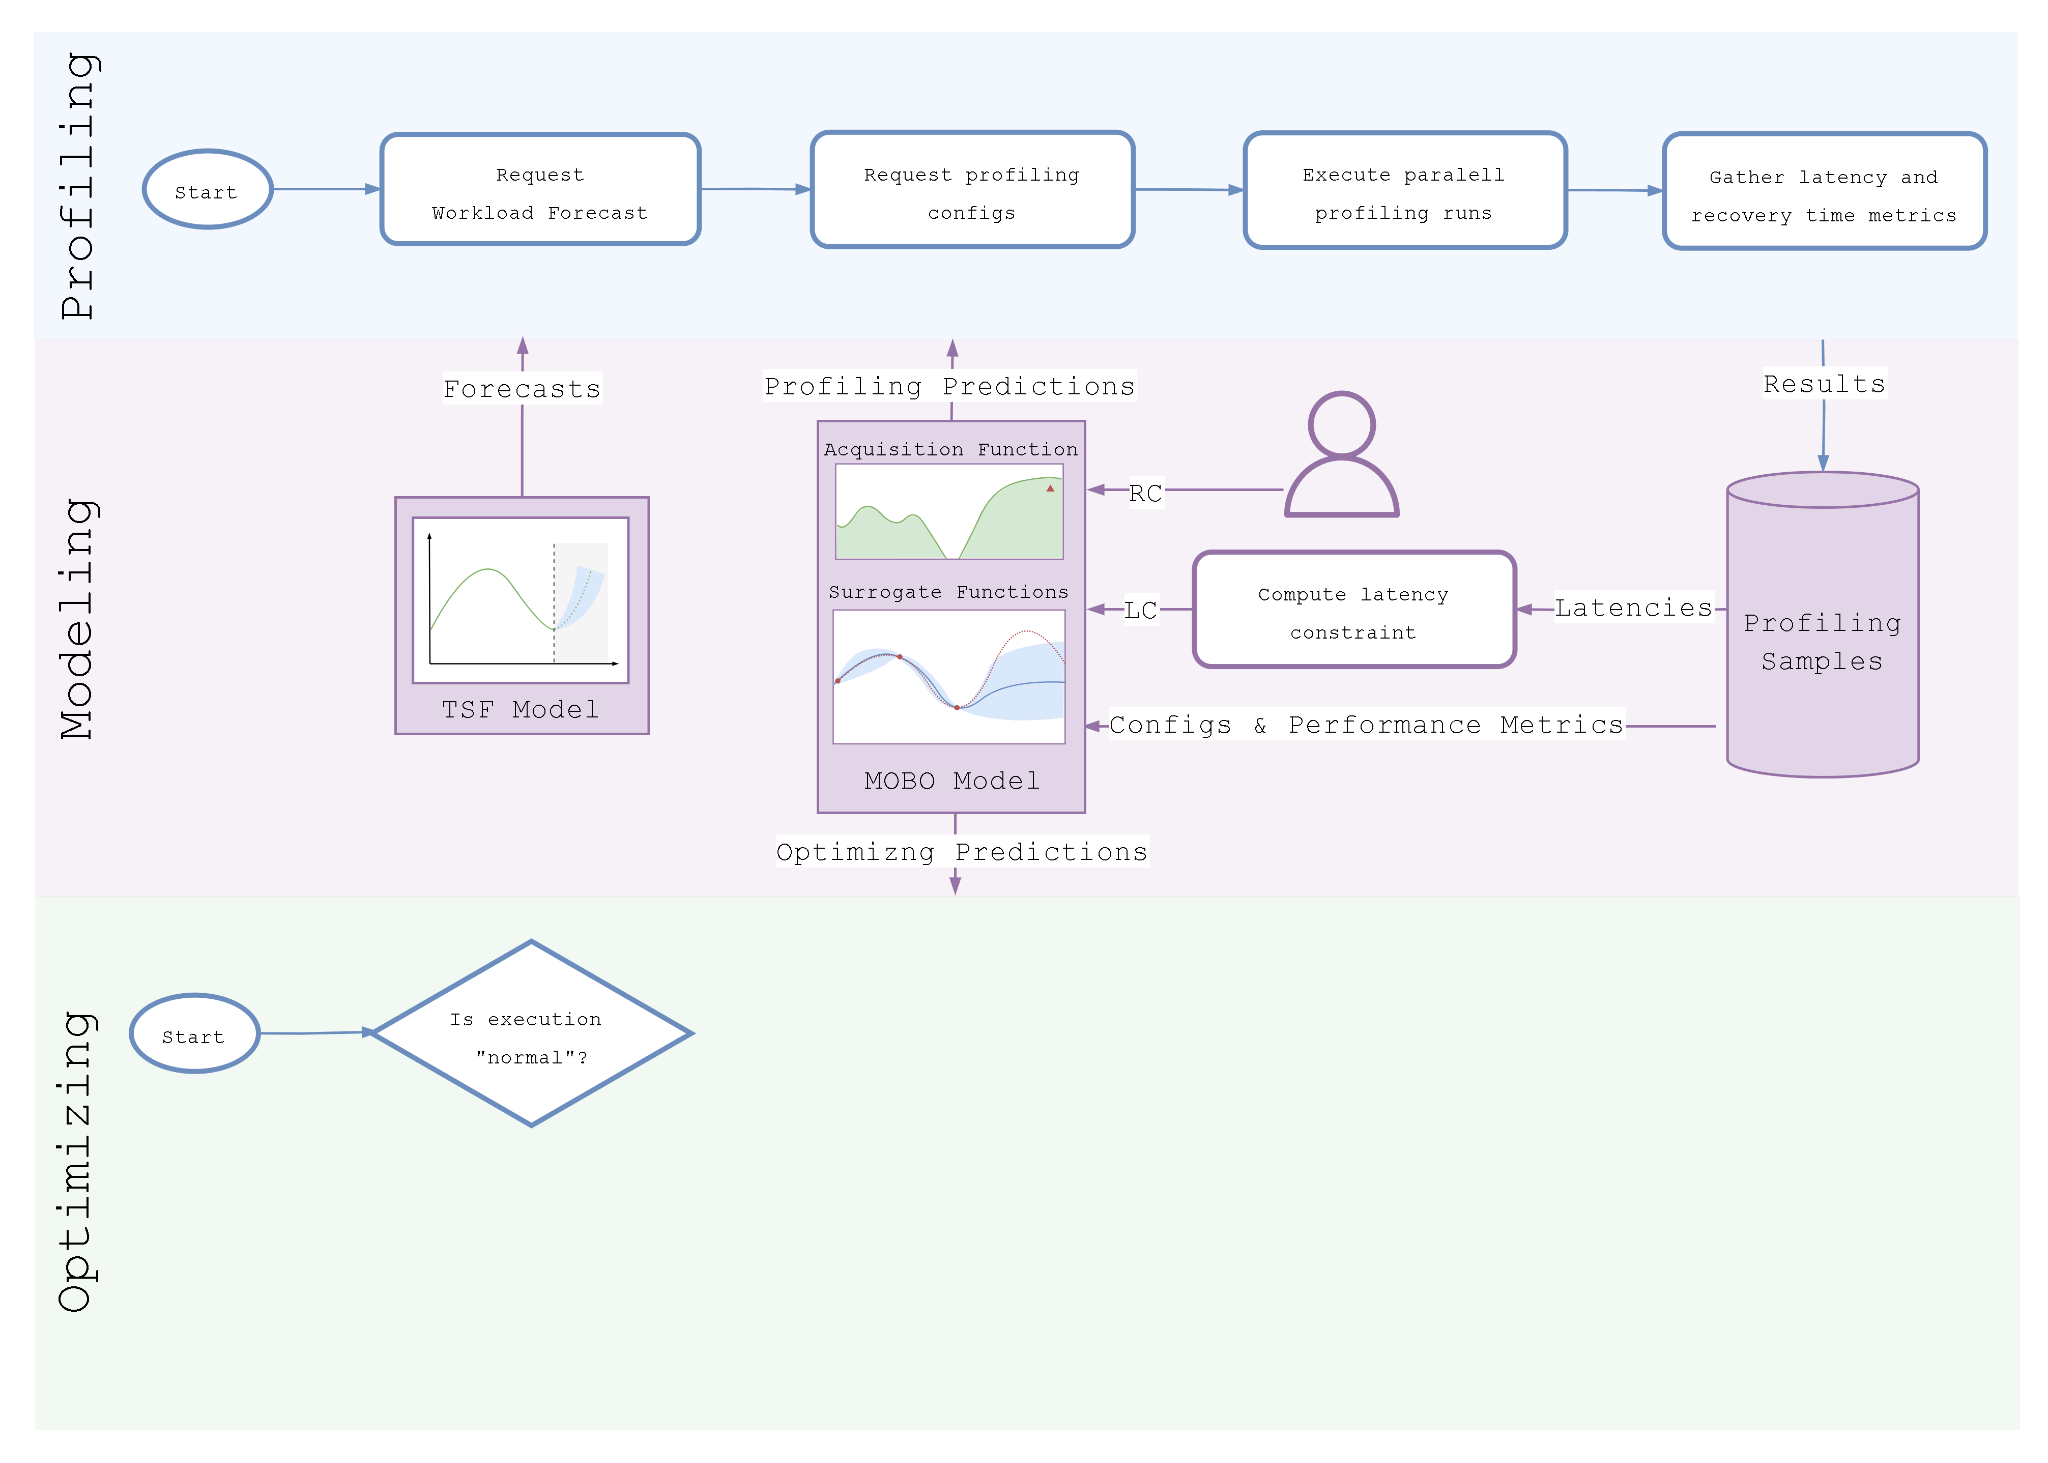 Profiling
Start
Request
Workload Forecast
Request profiling
configs
Execute paralell
profiling runs
Gather latency and
recovery time metrics
Modeling
Forecasts
Profiling Predictions
Results
Acquisition Function
RC
Surrogate Functions
LC
Compute latency
constraint
Latencies
Profiling
Samples
TSF Model
Configs & Performance Metrics
MOBO Model
Optimizng Predictions
Optimizing
Start
Is execution
"normal"?